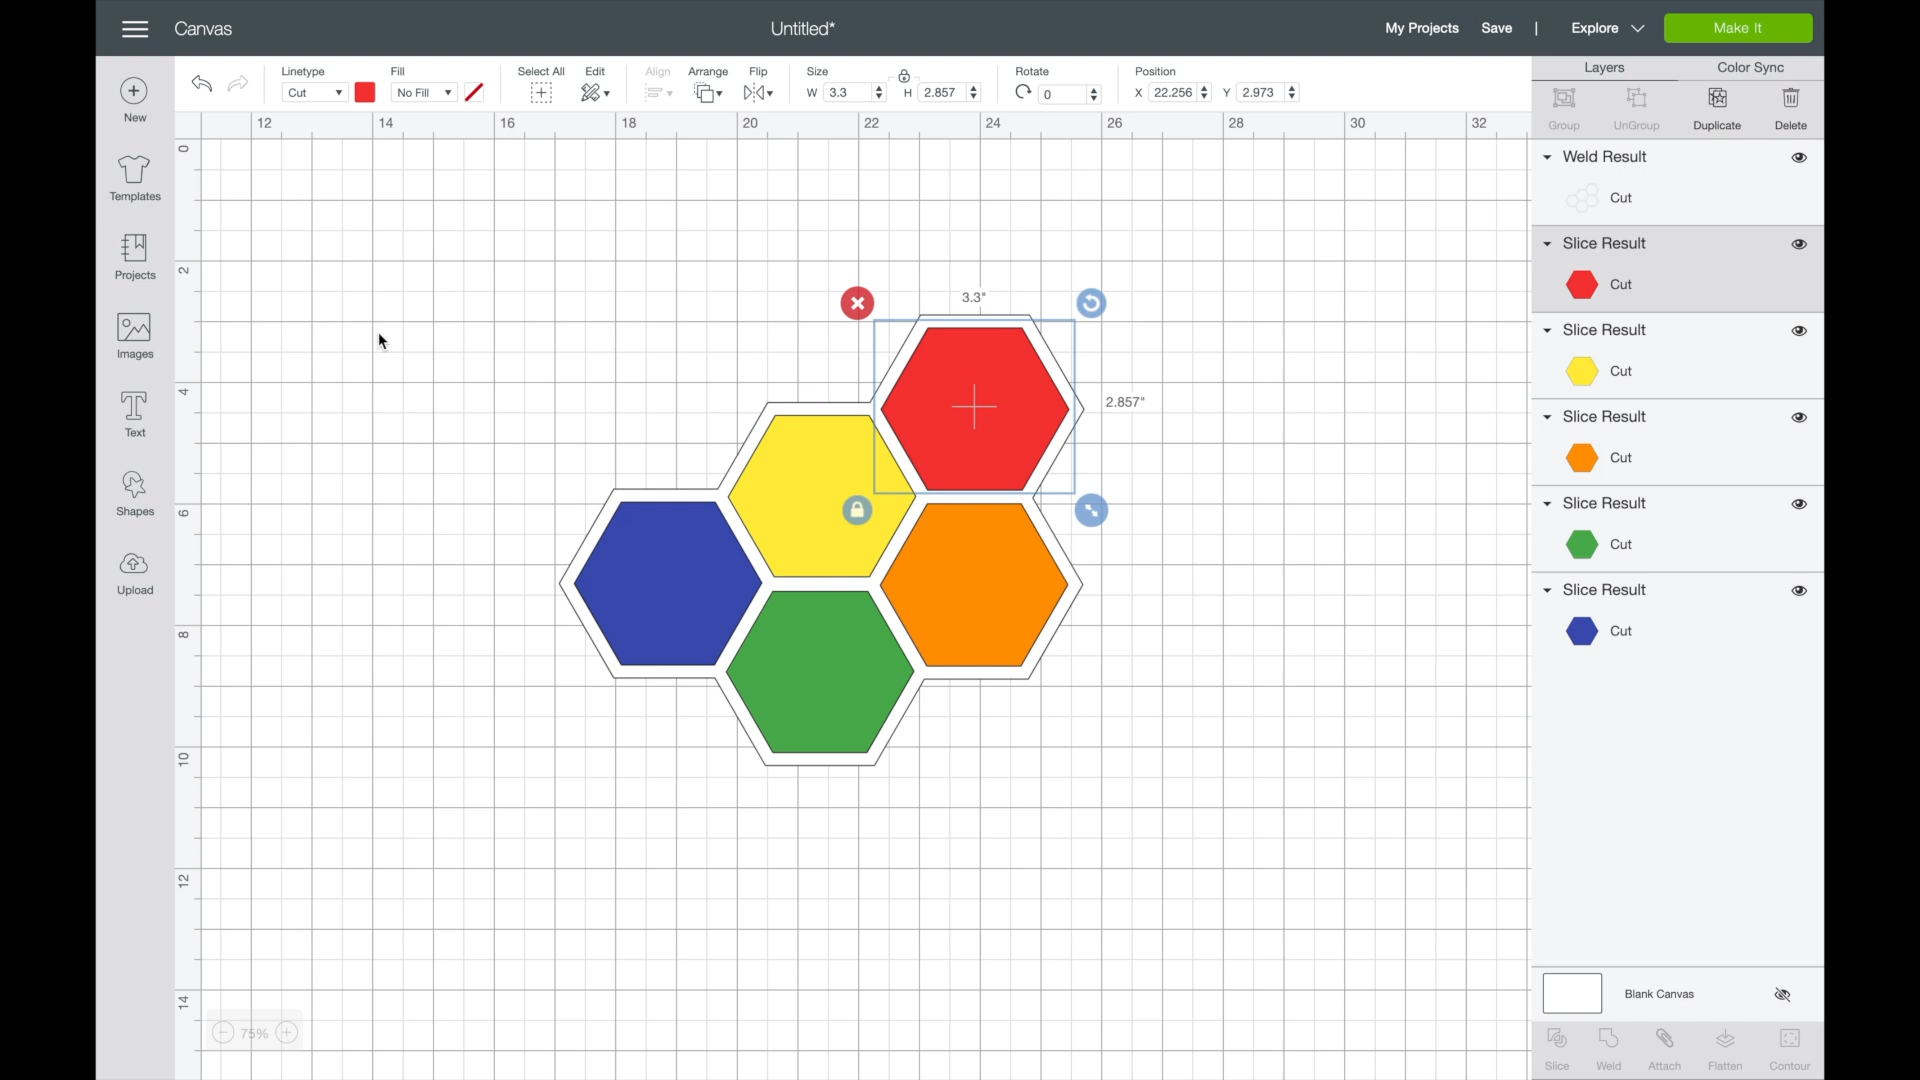 Canvas
Untitled*
My Projects
Save
|
Explore
Make It
Linetype
Cut
Fill
No Fill
Select All
Edit
Align
Arrange
Flip
Size
W 3.3
H 2.857
Rotate
0
Position
X 22.256
Y 2.973
Layers
Color Sync
Group
UnGroup
Duplicate
Delete
New
Templates
Projects
Images
Text
Shapes
Upload
12 14 16 18 20 22 24 26 28 30 32
0
2
4
6
8
10
12
14
3.3"
2.857"
Weld Result
Cut
Slice Result
Cut
Slice Result
Cut
Slice Result
Cut
Slice Result
Cut
Slice Result
Cut
75%
Blank Canvas
Slice
Weld
Attach
Flatten
Contour